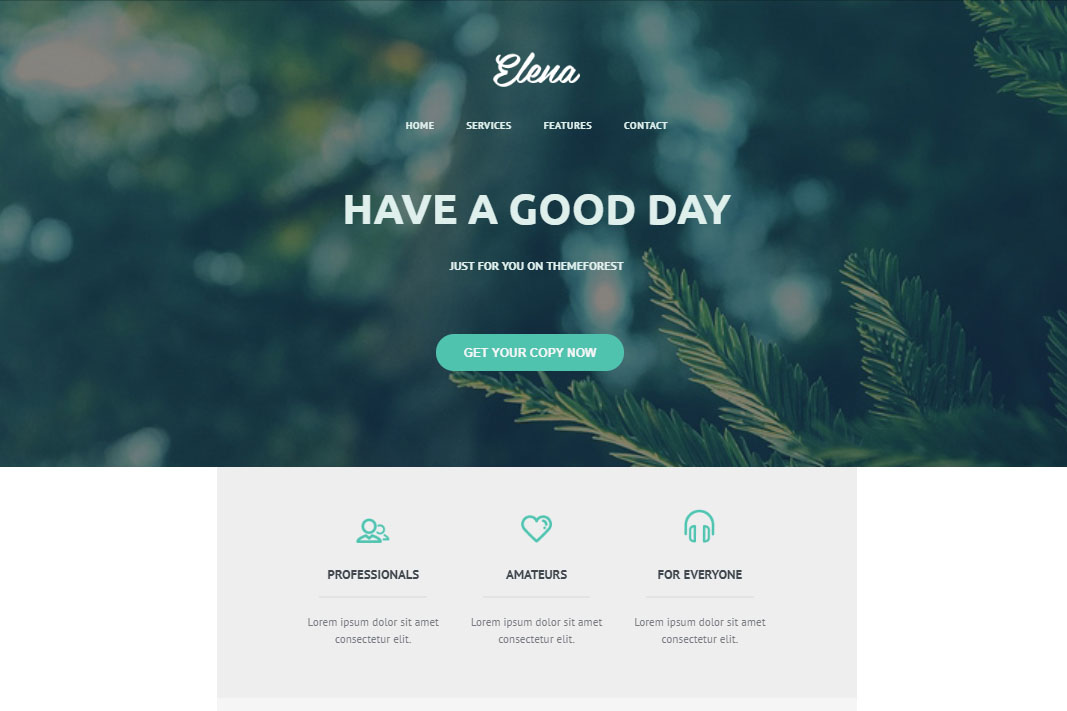 Elena
HOME SERVICES FEATURES CONTACT
HAVE A GOOD DAY
JUST FOR YOU ON THEMEFOREST
GET YOUR COPY NOW
PROFESSIONALS AMATEURS FOR EVERYONE
Lorem ipsum dolor sit amet Lorem ipsum dolor sit amet Lorem ipsum dolor sit amet
consectetur elit. consectetur elit. consectetur elit.